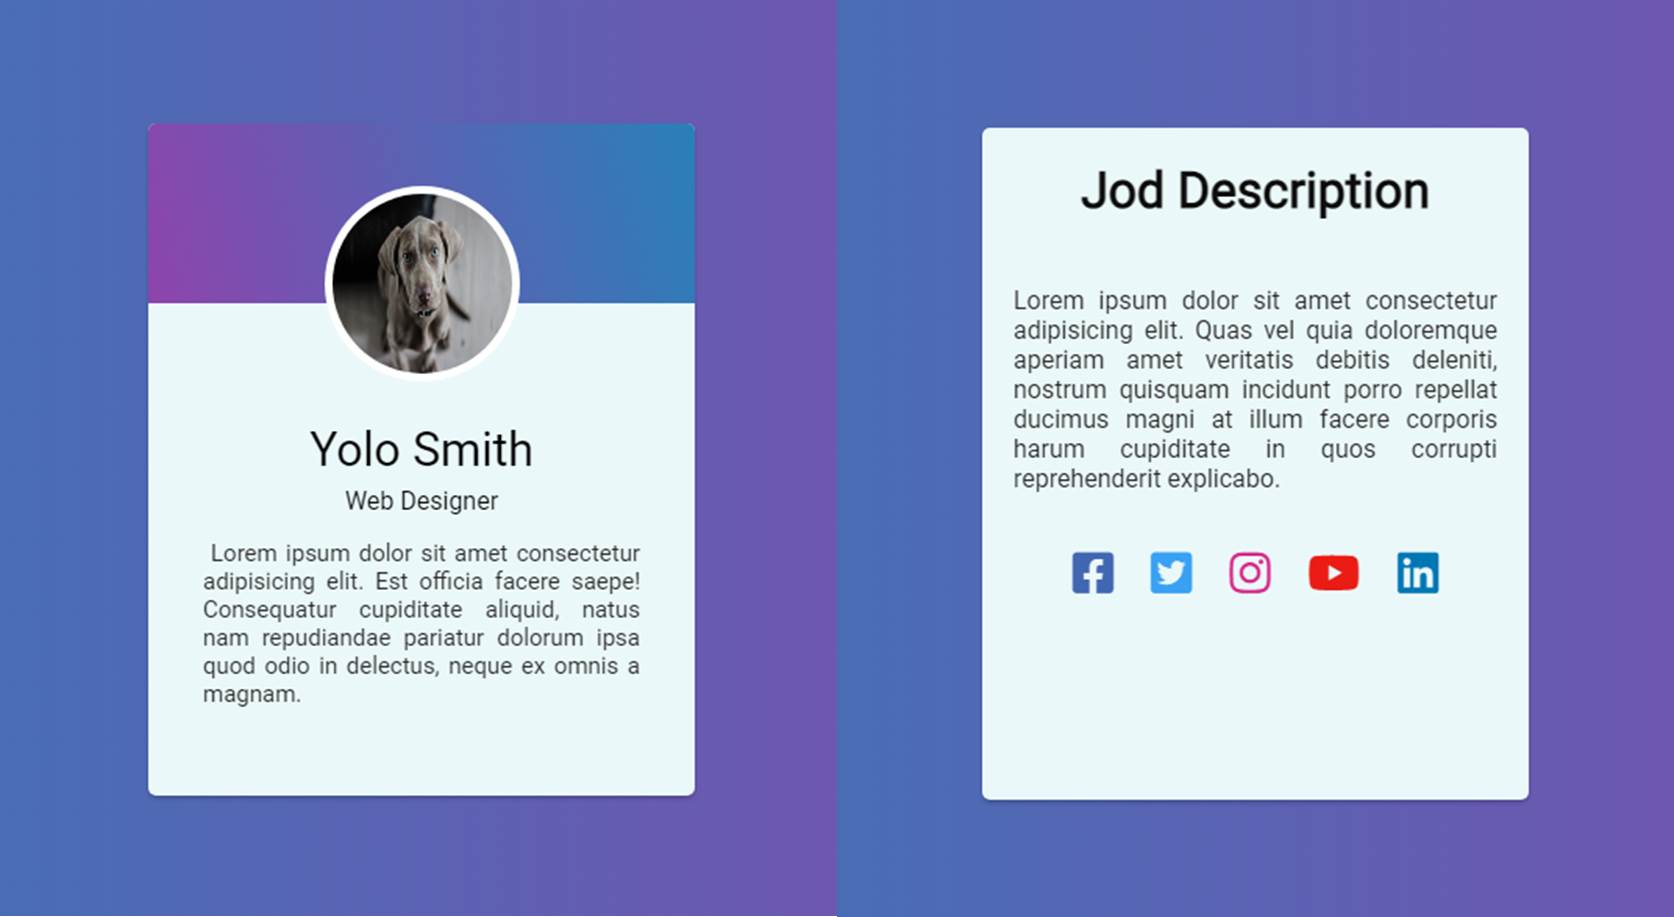 Yolo Smith
Web Designer
Lorem ipsum dolor sit amet consectetur
adipisicing elit. Est officia facere saepe!
Consequatur cupiditate aliquid, natus
nam repudiandae pariatur dolorum ipsa
quod odio in delectus, neque ex omnis a
magnam.
Jod Description
Lorem ipsum dolor sit amet consectetur
adipisicing elit. Quas vel quia doloremque
aperiam amet veritatis debitis deleniti,
nostrum quisquam incidunt porro repellat
ducimus magni at illum facere corporis
harum cupiditate in quos corrupti
reprehenderit explicabo.